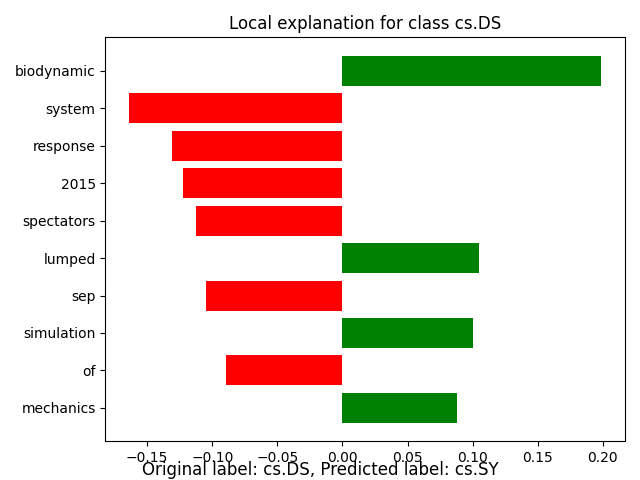 Local explanation for class cs.DS
biodynamic
system
response
2015
spectators
lumped
sep
simulation
of
mechanics
−0.15 −0.10 −0.05 0.00 0.05 0.10 0.15 0.20
Original label: cs.DS, Predicted label: cs.SY